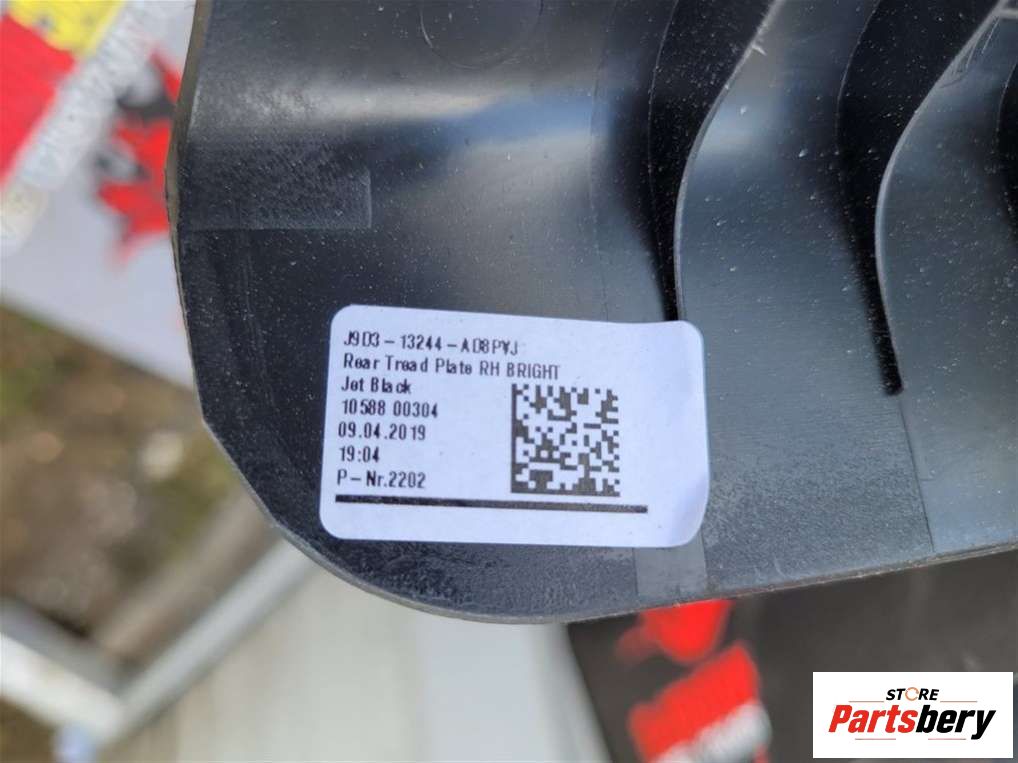 J9D3-13244-AD8PVJ
Rear Tread Plate RH BRIGHT
Jet Black
10588 00304
09.04.2019
19:04
P-Nr.2202
STORE
Partsbery